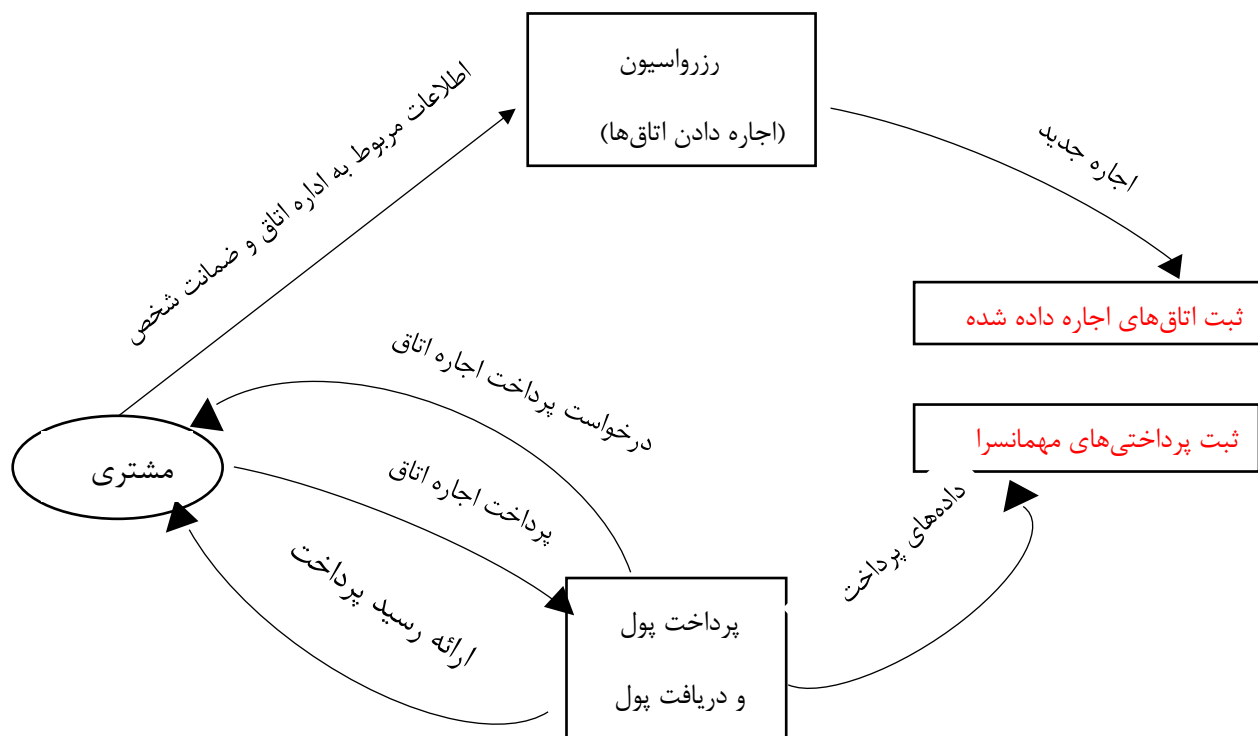 رزرواسیون
(اجاره دادن اتاق‌ها)
اطلاعات مربوط به اداره اتاق و ضمانت شخص
اجاره جدید
ثبت اتاق‌های اجاره داده شده
درخواست پرداخت اجاره اتاق
ثبت پرداختی‌های مهمانسرا
مشتری
پرداخت اجاره اتاق
داده‌های پرداخت
ارائه رسید پرداخت
پرداخت پول
و دریافت پول